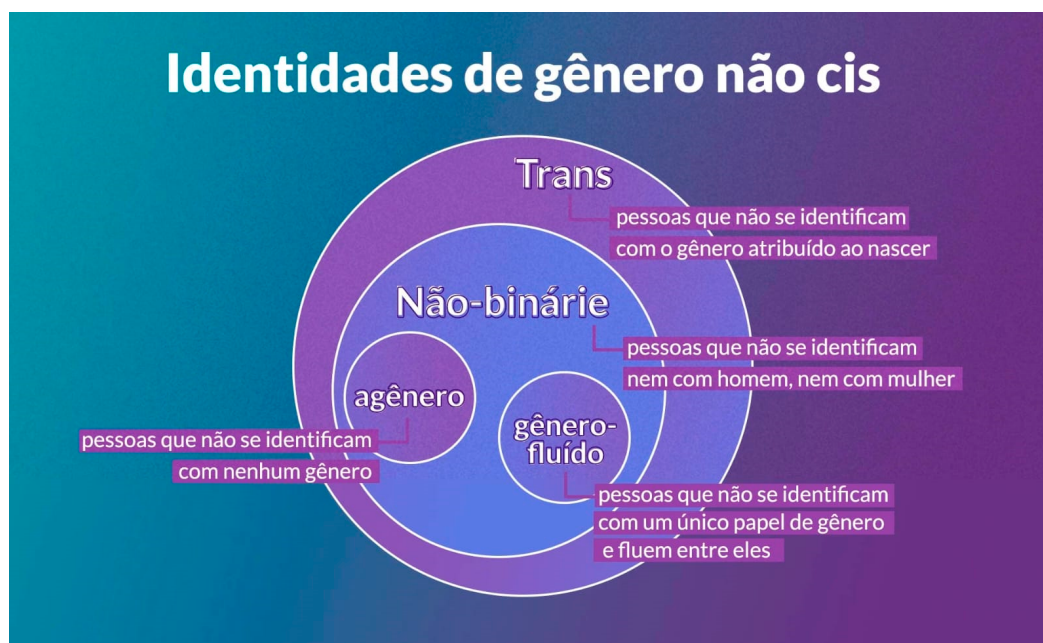 Identidades de gênero não cis
Trans
pessoas que não se identificam
com o gênero atribuído ao nascer
Não-binárie
pessoas que não se identificam
nem com homem, nem com mulher
agênero
pessoas que não se identificam
com nenhum gênero
gênero-
fluído
pessoas que não se identificam
com um único papel de gênero
e fluem entre eles